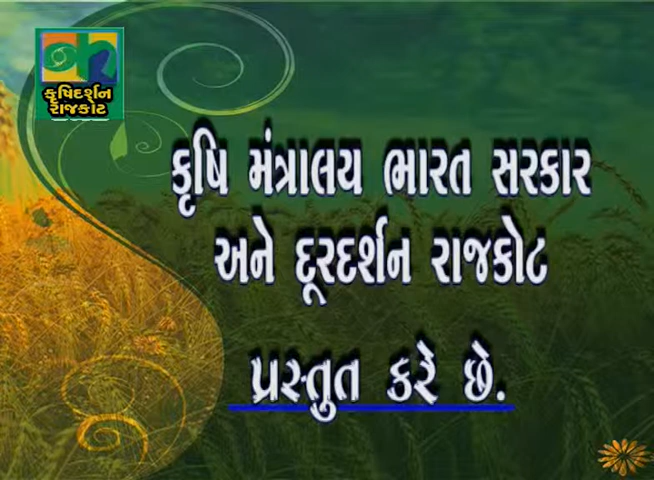 કૃષિદર્શન
રાજકોટ
કૃષિ મંત્રાલય ભારત સરકાર
અને દૂરદર્શન રાજકોટ
પ્રસ્તુત કરે છે.